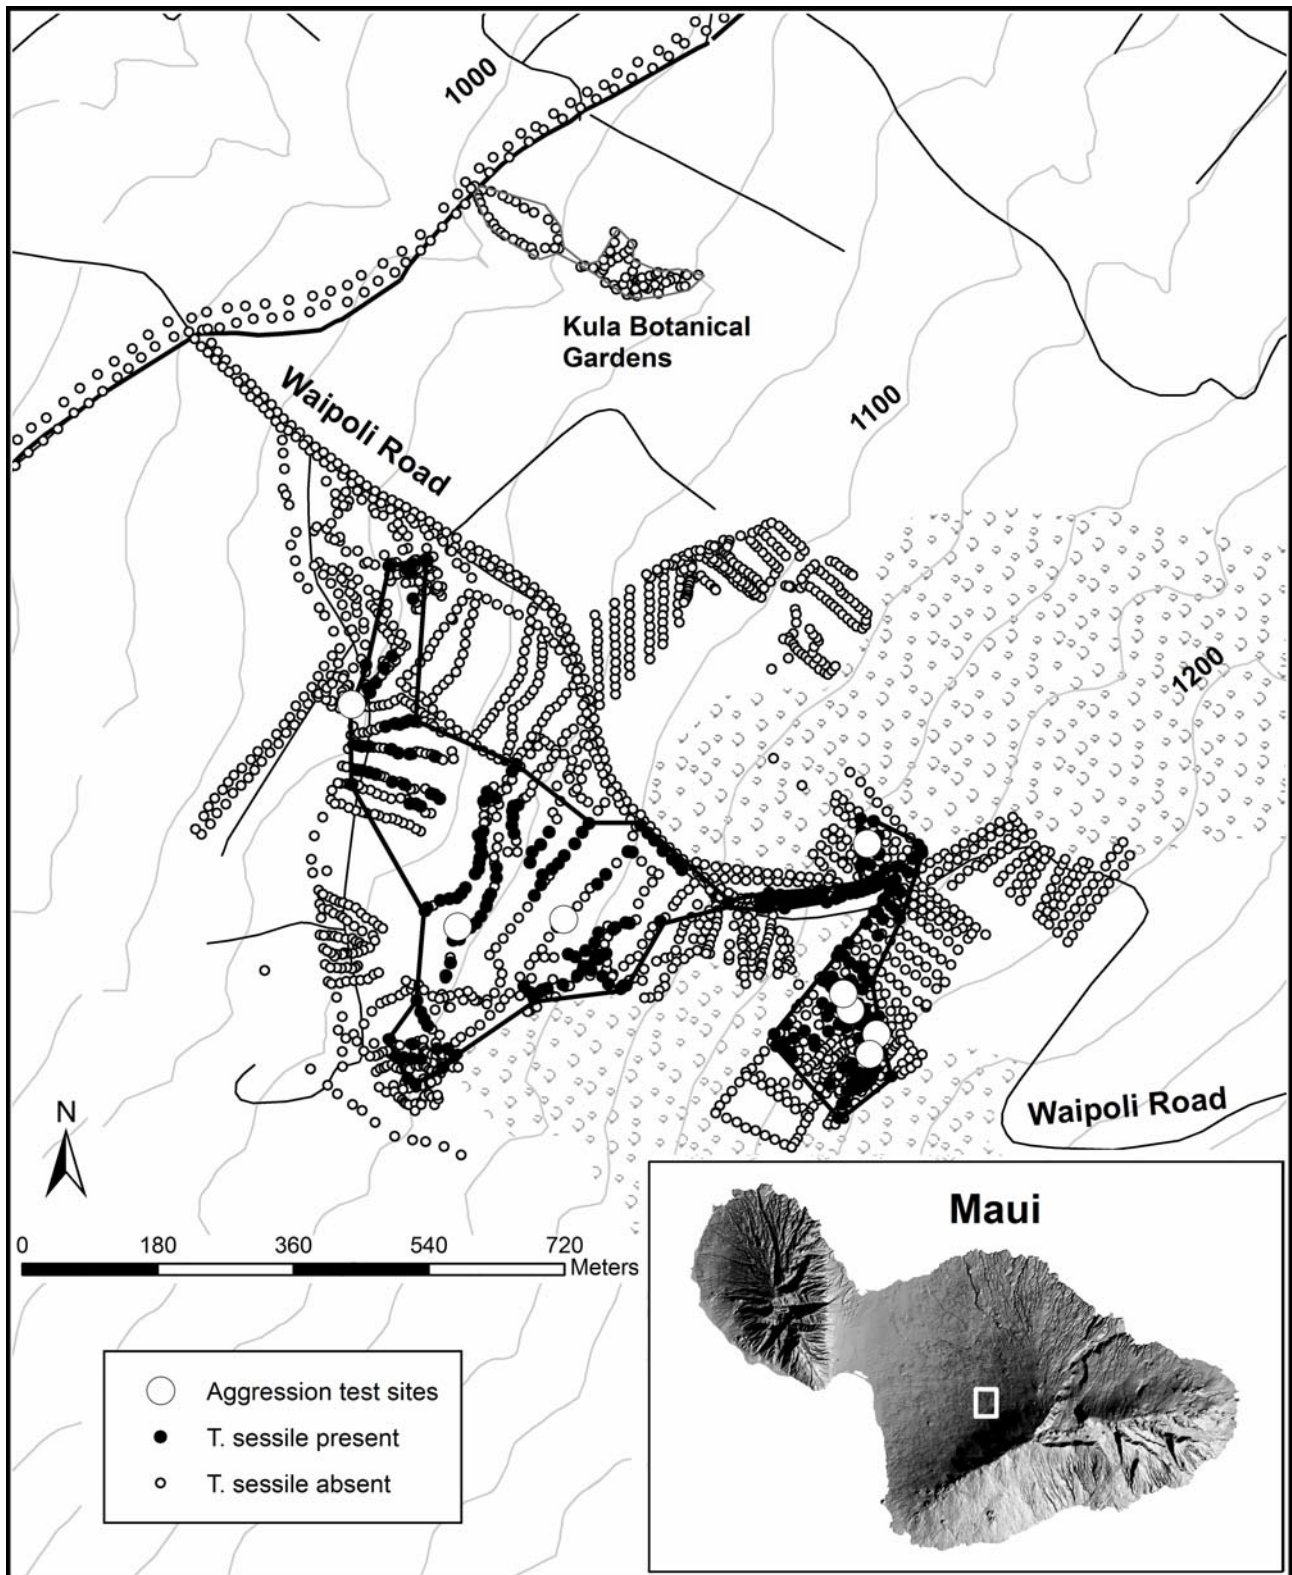 1000
Kula Botanical
Gardens
Waipoli Road
1100
1200
Waipoli Road
N
0 180 360 540 720
Meters
Maui
Aggression test sites
T. sessile present
T. sessile absent